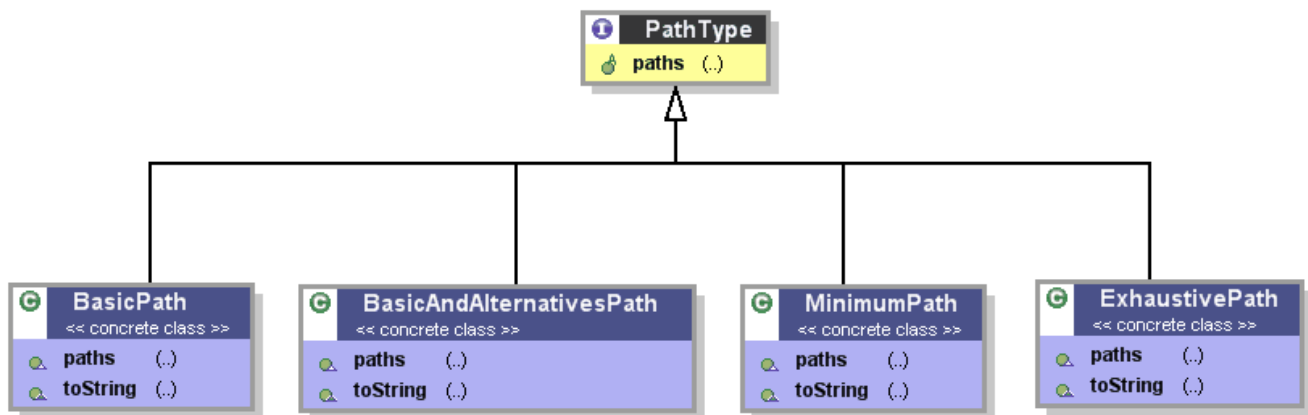 I PathType
paths (..)
C BasicPath
<< concrete class >>
paths (..)
toString (..)
C BasicAndAlternativesPath
<< concrete class >>
paths (..)
toString (..)
C MinimumPath
<< concrete class >>
paths (..)
toString (..)
C ExhaustivePath
<< concrete class >>
paths (..)
toString (..)